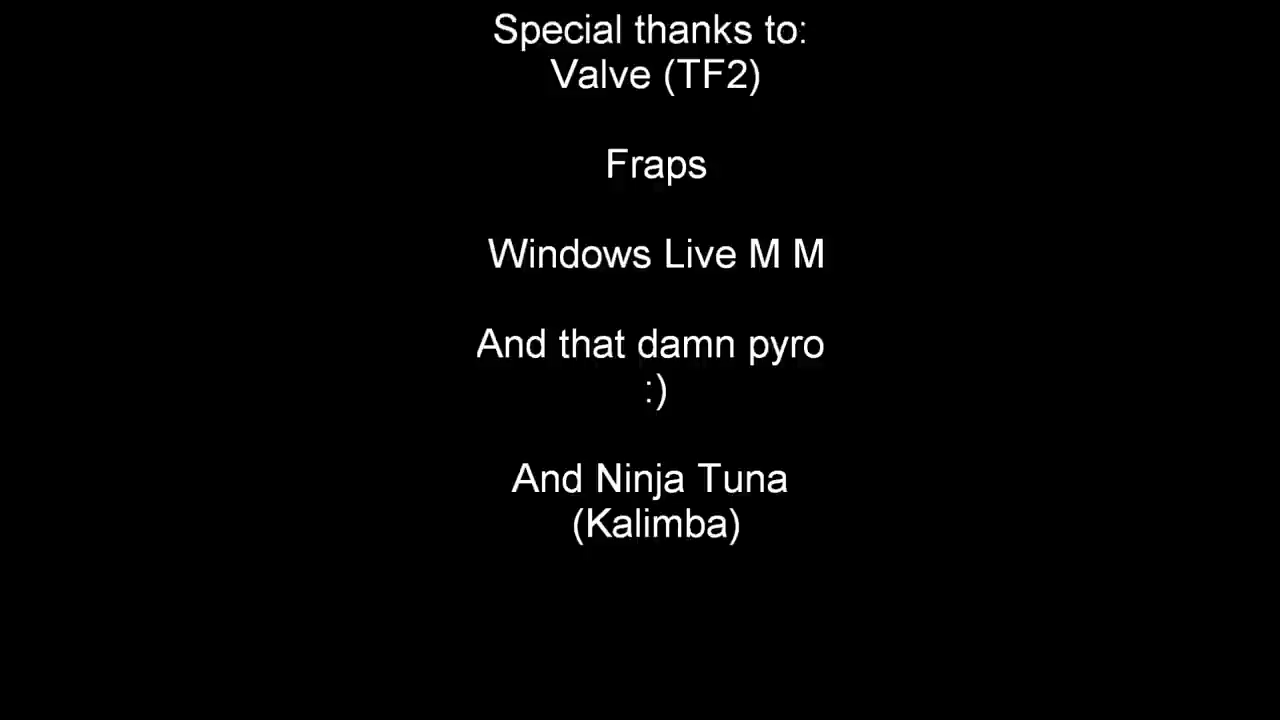 Special thanks to:
Valve (TF2)
Fraps
Windows Live M M
And that damn pyro
:)
And Ninja Tuna
(Kalimba)